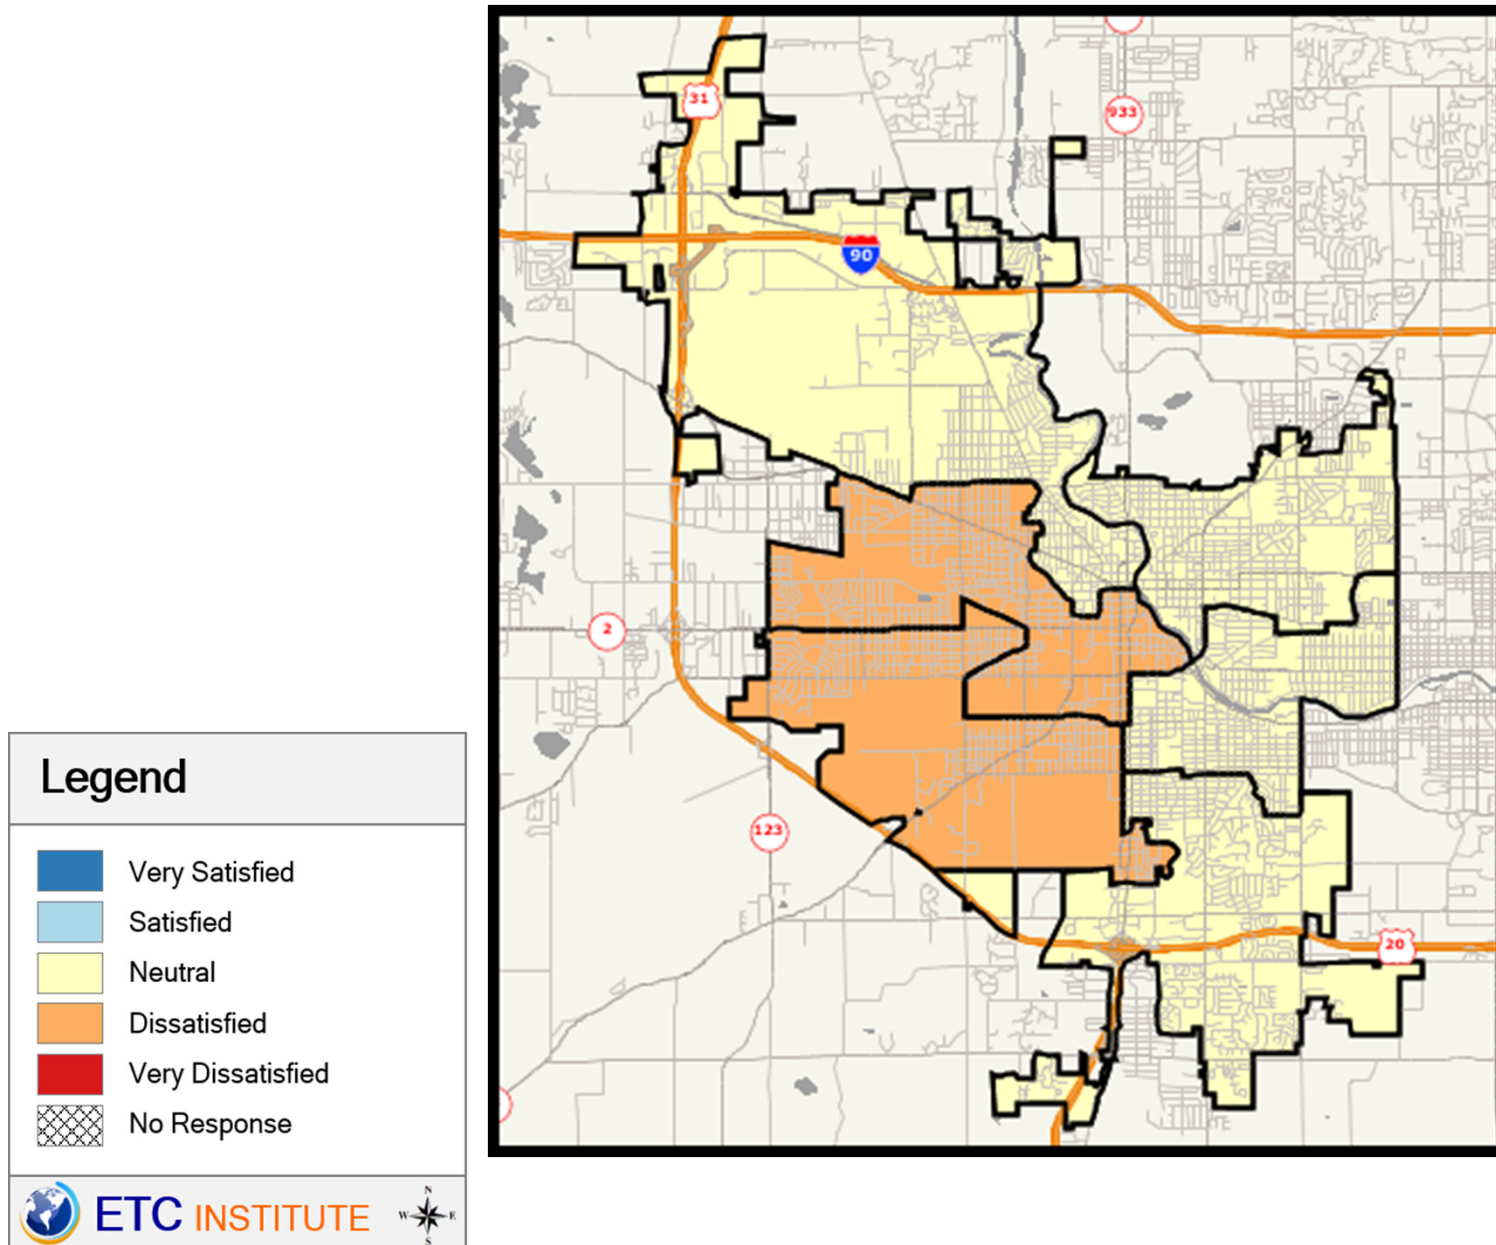 31
933
90
2
123
20
Legend
Very Satisfied
Satisfied
Neutral
Dissatisfied
Very Dissatisfied
No Response
ETC INSTITUTE
N
W E
S